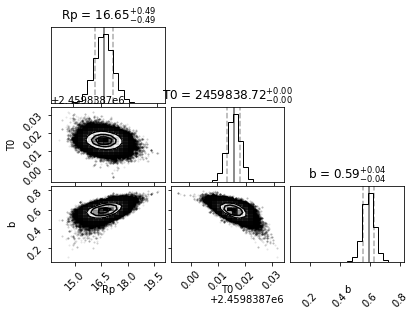 Rp = 16.65+0.49−0.49
+2.4598387e6
T0 = 2459838.72+0.00−0.00
T0
0.03
0.02
0.01
0.00
b = 0.59+0.04−0.04
b
0.8
0.6
0.4
0.2
15.0 16.5 18.0 19.5
0.00 0.01 0.02 0.03
0.2 0.4 0.6 0.8
Rp
T0
b
+2.4598387e6